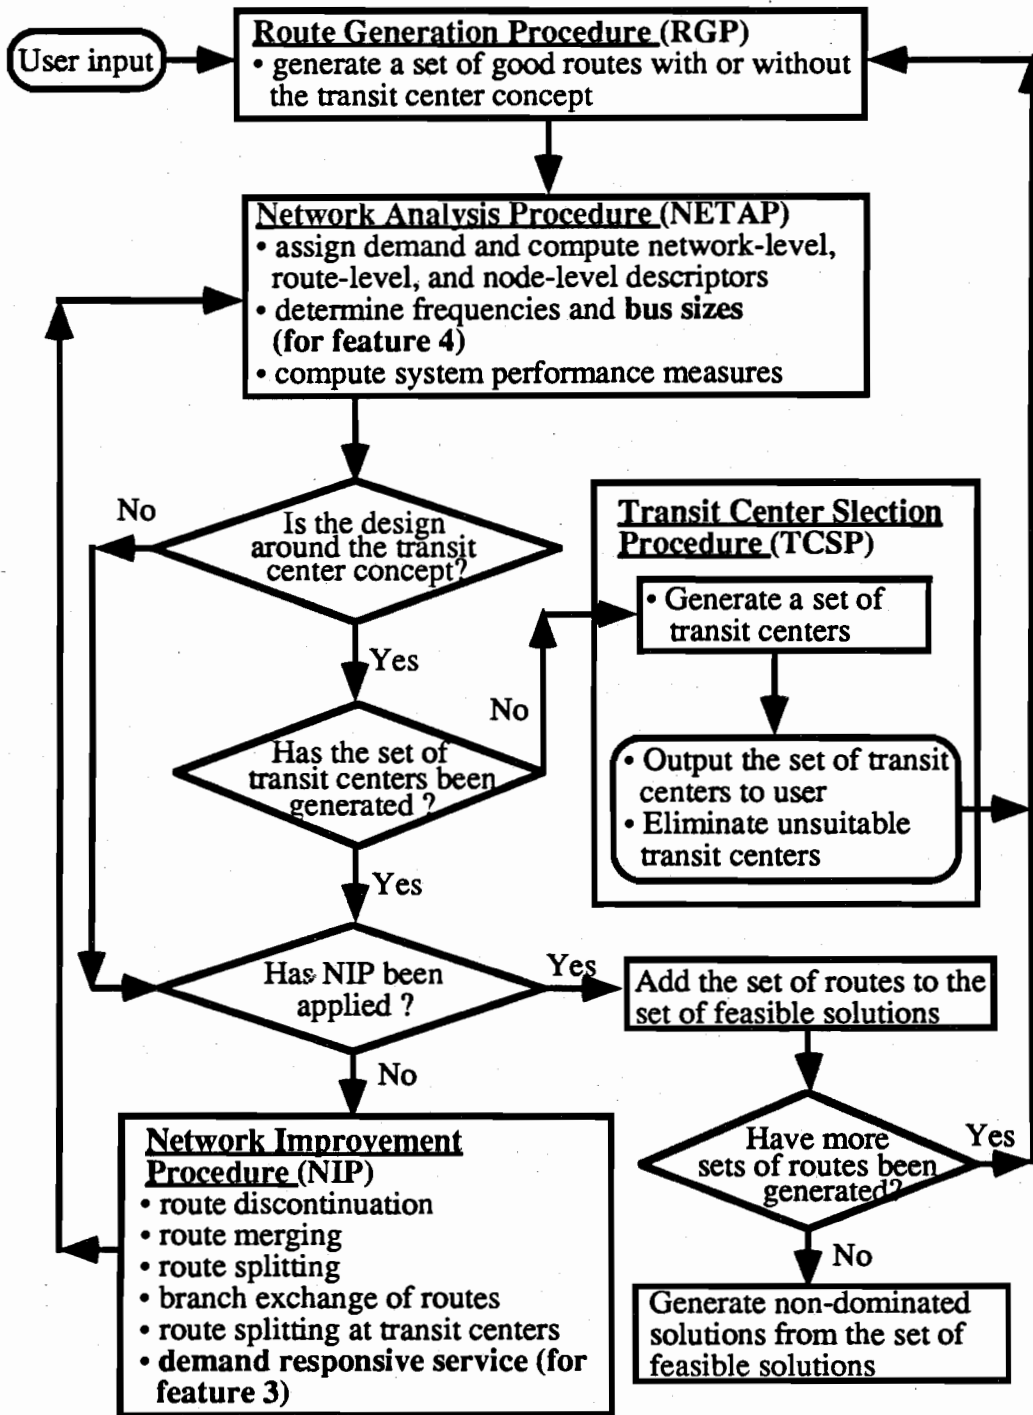 User input
Route Generation Procedure (RGP)
• generate a set of good routes with or without
the transit center concept
Network Analysis Procedure (NETAP)
• assign demand and compute network-level,
route-level, and node-level descriptors
• determine frequencies and bus sizes
(for feature 4)
• compute system performance measures
No
Is the design
around the transit
center concept?
Yes
No
Transit Center Slection
Procedure (TCSP)
• Generate a set of
transit centers
• Output the set of transit
centers to user
• Eliminate unsuitable
transit centers
Has the set of
transit centers been
generated ?
Yes
Has NIP been
applied ?
Yes
Add the set of routes to the
set of feasible solutions
No
Network Improvement
Procedure (NIP)
• route discontinuation
• route merging
• route splitting
• branch exchange of routes
• route splitting at transit centers
• demand responsive service (for
feature 3)
Have more
sets of routes been
generated?
Yes
No
Generate non-dominated
solutions from the set of
feasible solutions